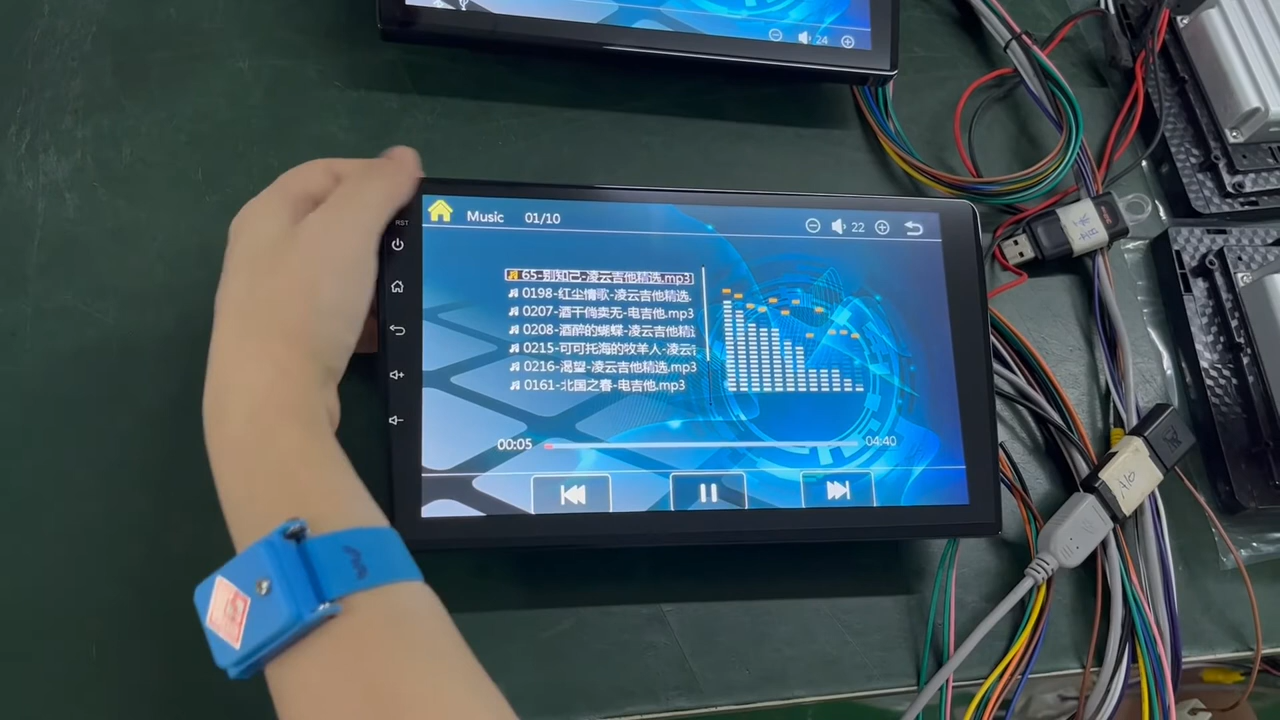 24
RST
Music 01/10 22
65-别知己-凌云吉他精选.mp3
0198-红尘情歌-凌云吉他精选.
0207-酒干倘卖无-电吉他.mp3
0208-酒醉的蝴蝶-凌云吉他精选
0215-可可托海的牧羊人-凌云吉
0216-渴望-凌云吉他精选.mp3
0161-北国之春-电吉他.mp3
00:05 04:40